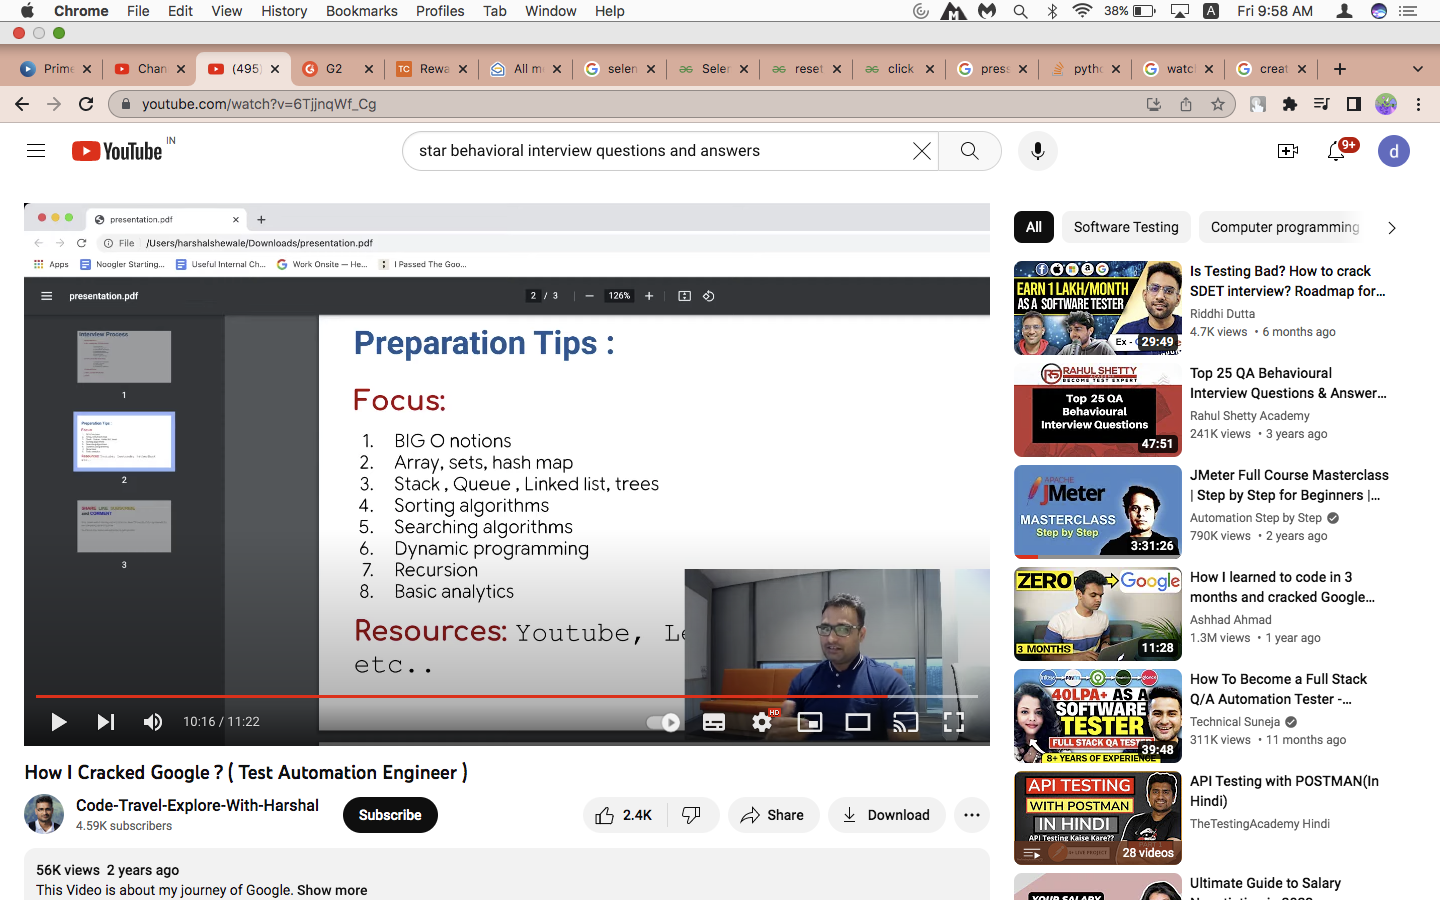 Chrome File Edit View History Bookmarks Profiles Tab Window Help 38% A Fri 9:58 AM
Prime Chan (495) G2 Rewa All m selen Selen reset click press pytho watc creat
youtube.com/watch?v=6TjjnqWf_Cg
YouTube IN
star behavioral interview questions and answers
9+
d
presentation.pdf
File /Users/harshalshewale/Downloads/presentation.pdf
Apps Noogler Starting... Useful Internal Ch... Work Onsite — He... I Passed The Goo...
presentation.pdf 2 / 3 126%
Interview Process
1
2
3
Preparation Tips :
Focus:
1. BIG O notions
2. Array, sets, hash map
3. Stack , Queue , Linked list, trees
4. Sorting algorithms
5. Searching algorithms
6. Dynamic programming
7. Recursion
8. Basic analytics
Resources: Youtube, Le
etc..
10:16 / 11:22
HD
How I Cracked Google ? ( Test Automation Engineer )
Code-Travel-Explore-With-Harshal
4.59K subscribers
Subscribe
2.4K
Share
Download
56K views 2 years ago
This Video is about my journey of Google. Show more
All Software Testing Computer programming
EARN 1 LAKH/MONTH
AS A SOFTWARE TESTER
29:49
Is Testing Bad? How to crack
SDET interview? Roadmap for...
Riddhi Dutta
4.7K views • 6 months ago
RS RAHUL SHETTY
ACADEMY
BECOME TEST EXPERT
Top 25 QA
Behavioural
Interview Questions
47:51
Top 25 QA Behavioural
Interview Questions & Answer...
Rahul Shetty Academy
241K views • 3 years ago
APACHE
JMeter
MASTERCLASS
Step by Step
3:31:26
JMeter Full Course Masterclass
| Step by Step for Beginners |...
Automation Step by Step
790K views • 2 years ago
ZERO Google
3 MONTHS
11:28
How I learned to code in 3
months and cracked Google...
Ashhad Ahmad
1.3M views • 1 year ago
40LPA+ AS A
SOFTWARE
TESTER
FULL STACK QA TESTER
8+ YEARS OF EXPERIENCE
39:48
How To Become a Full Stack
Q/A Automation Tester -...
Technical Suneja
311K views • 11 months ago
API TESTING
WITH POSTMAN
IN HINDI
API Testing Kaise Kare??
28 videos
API Testing with POSTMAN(In
Hindi)
TheTestingAcademy Hindi
YOUR SALARY
Ultimate Guide to Salary